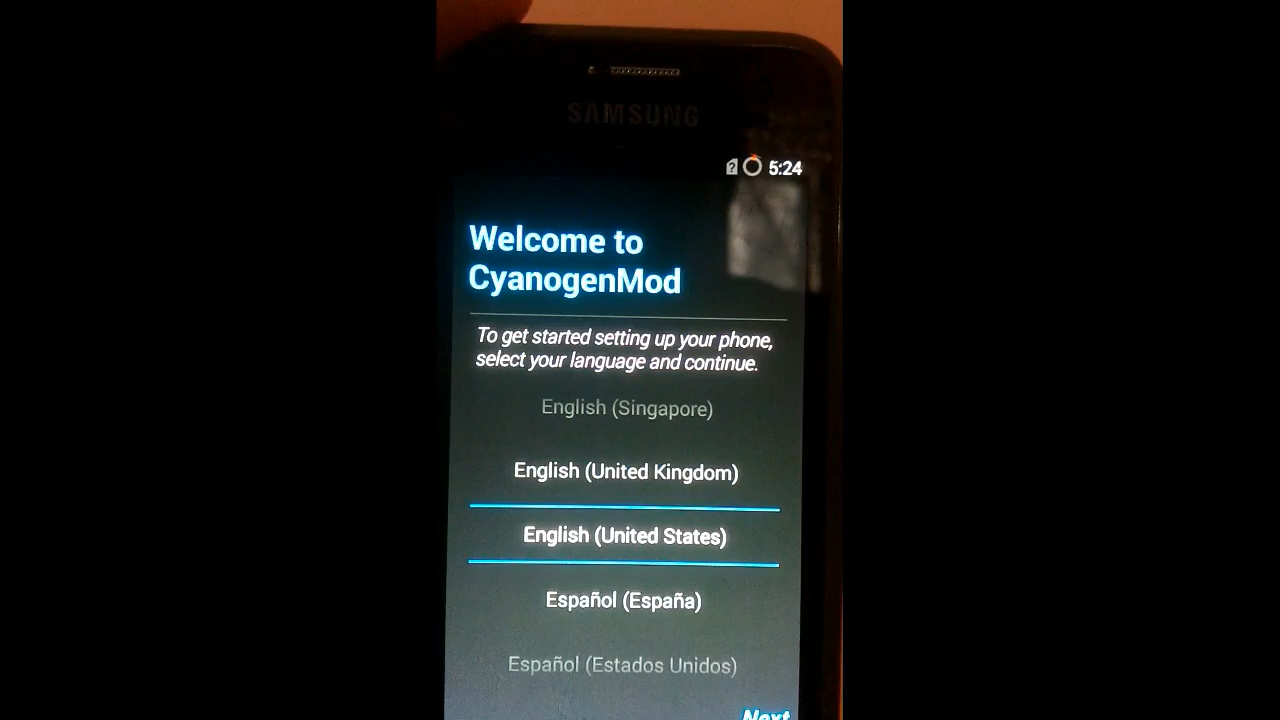 SAMSUNG
5:24
Welcome to
CyanogenMod
To get started setting up your phone,
select your language and continue.
English (Singapore)
English (United Kingdom)
English (United States)
Español (España)
Español (Estados Unidos)
Next